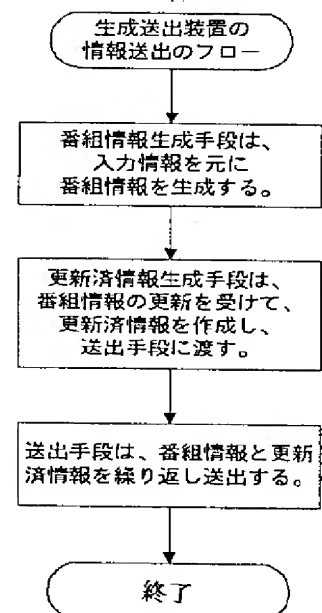 生成送出装置の
情報送出のフロー
番組情報生成手段は、
入力情報を元に
番組情報を生成する。
更新済情報生成手段は、
番組情報の更新を受けて、
更新済情報を作成し、
送出手段に渡す。
送出手段は、番組情報と更新
済情報を繰り返し送出する。
終了